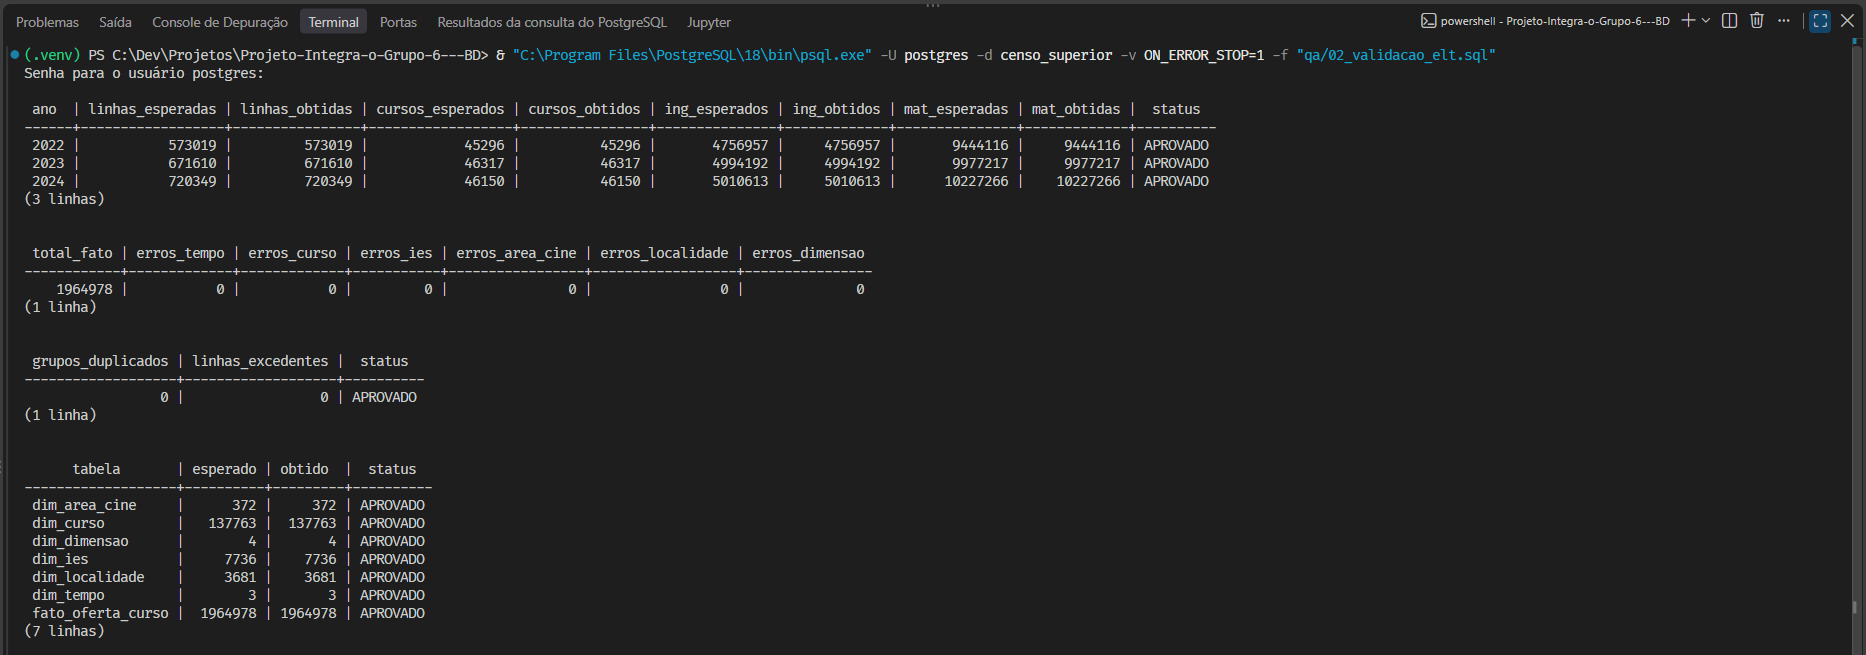 Problemas Saída Console de Depuração Terminal Portas Resultados da consulta do PostgreSQL Jupyter powershell - Projeto-Integra-o-Grupo-6---BD
(.venv) PS C:\Dev\Projetos\Projeto-Integra-o-Grupo-6---BD> & "C:\Program Files\PostgreSQL\18\bin\psql.exe" -U postgres -d censo_superior -v ON_ERROR_STOP=1 -f "qa/02_validacao_elt.sql"
Senha para o usuário postgres:
 ano  | linhas_esperadas | linhas_obtidas | cursos_esperados | cursos_obtidos | ing_esperados | ing_obtidos | mat_esperadas | mat_obtidas |  status
------+------------------+----------------+------------------+----------------+---------------+-------------+---------------+-------------+----------
 2022 |           573019 |         573019 |            45296 |          45296 |       4756957 |     4756957 |       9444116 |     9444116 | APROVADO
 2023 |           671610 |         671610 |            46317 |          46317 |       4994192 |     4994192 |       9977217 |     9977217 | APROVADO
 2024 |           720349 |         720349 |            46150 |          46150 |       5010613 |     5010613 |      10227266 |    10227266 | APROVADO
(3 linhas)
 total_fato | erros_tempo | erros_curso | erros_ies | erros_area_cine | erros_localidade | erros_dimensao
------------+-------------+-------------+-----------+-----------------+------------------+----------------
    1964978 |           0 |           0 |         0 |               0 |                0 |              0
(1 linha)
 grupos_duplicados | linhas_excedentes |  status
-------------------+-------------------+----------
                 0 |                 0 | APROVADO
(1 linha)
      tabela       | esperado | obtido  |  status
-------------------+----------+---------+----------
 dim_area_cine     |      372 |     372 | APROVADO
 dim_curso         |   137763 |  137763 | APROVADO
 dim_dimensao      |        4 |       4 | APROVADO
 dim_ies           |     7736 |    7736 | APROVADO
 dim_localidade    |     3681 |    3681 | APROVADO
 dim_tempo         |        3 |       3 | APROVADO
 fato_oferta_curso |  1964978 | 1964978 | APROVADO
(7 linhas)